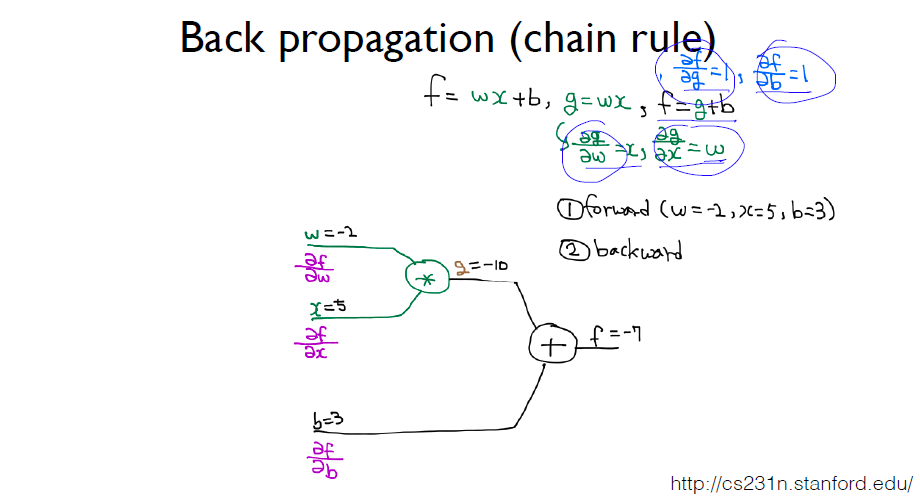 Back propagation (chain rule)
∂f/∂g = 1, ∂f/∂b = 1
f = wx+b, g=wx, f=g+b
∂g/∂w = x, ∂g/∂x = w
① forward (w=-2, x=5, b=3)
② backward
w=-2
∂f/∂w
g=-10
*
x=5
∂f/∂x
f=-7
+
b=3
∂f/∂b
http://cs231n.stanford.edu/